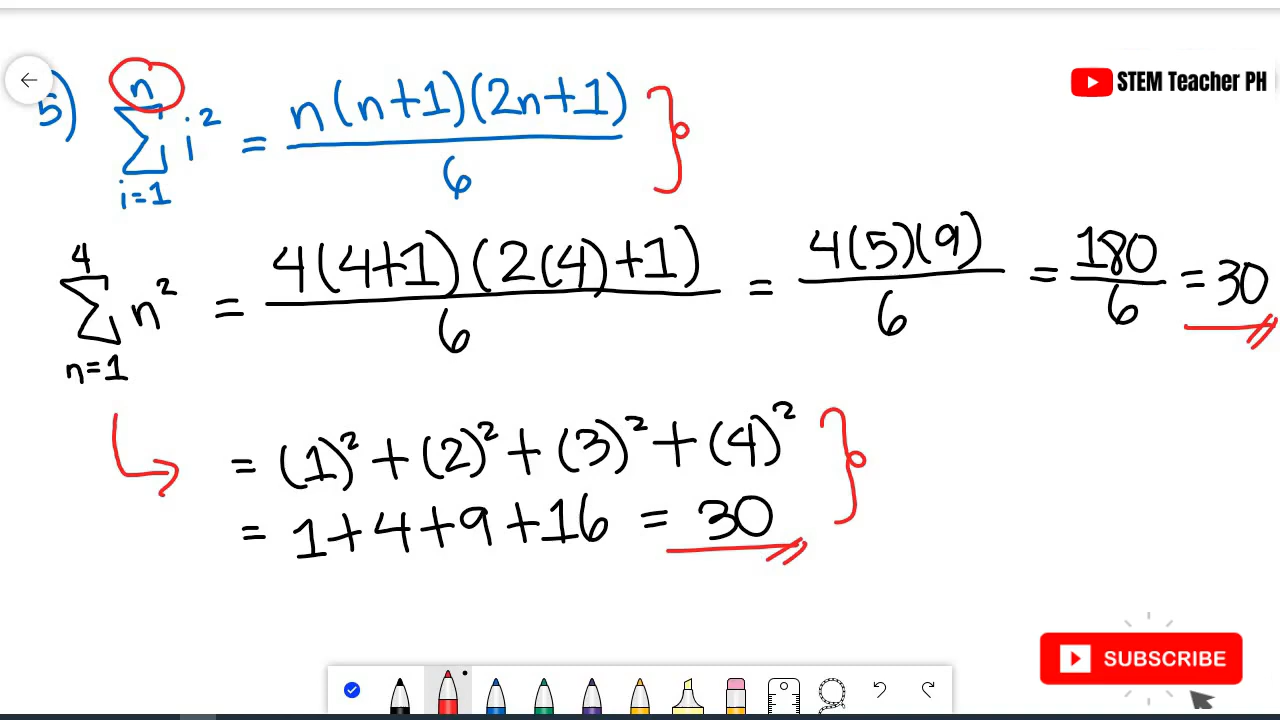 STEM Teacher PH
5) n∑i=1 i² = n(n+1)(2n+1) / 6
4∑n=1 n² = 4(4+1)(2(4)+1) / 6 = 4(5)(9) / 6 = 180 / 6 = 30
= (1)² + (2)² + (3)² + (4)²
= 1+4+9+16 = 30
SUBSCRIBE